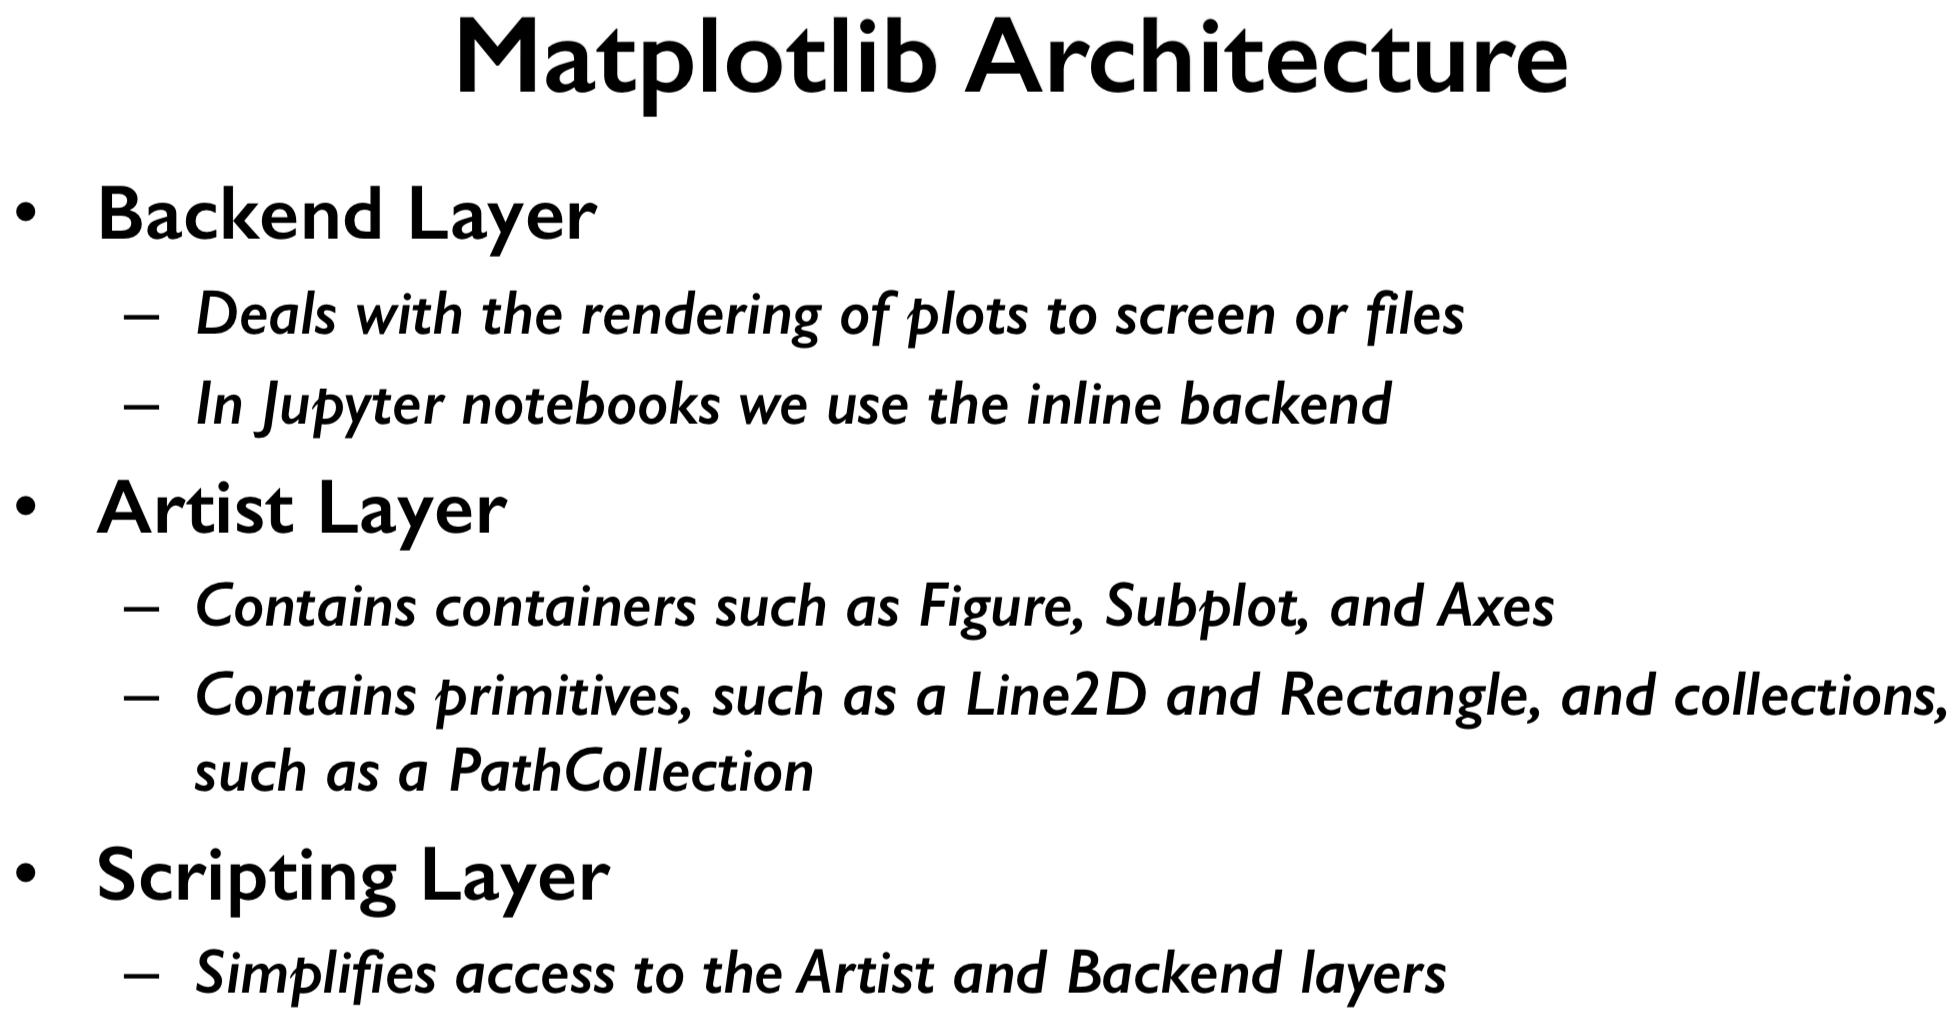 Matplotlib Architecture
• Backend Layer
– Deals with the rendering of plots to screen or files
– In Jupyter notebooks we use the inline backend
• Artist Layer
– Contains containers such as Figure, Subplot, and Axes
– Contains primitives, such as a Line2D and Rectangle, and collections,
such as a PathCollection
• Scripting Layer
– Simplifies access to the Artist and Backend layers